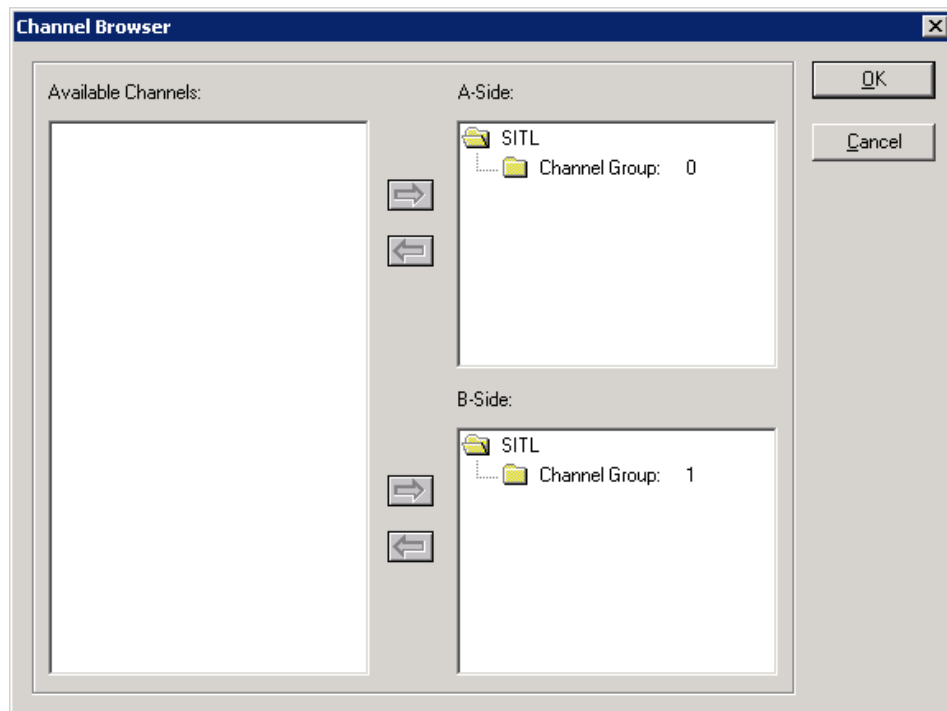 Channel Browser
Available Channels:
A-Side:
SITL
Channel Group: 0
B-Side:
SITL
Channel Group: 1
OK
Cancel